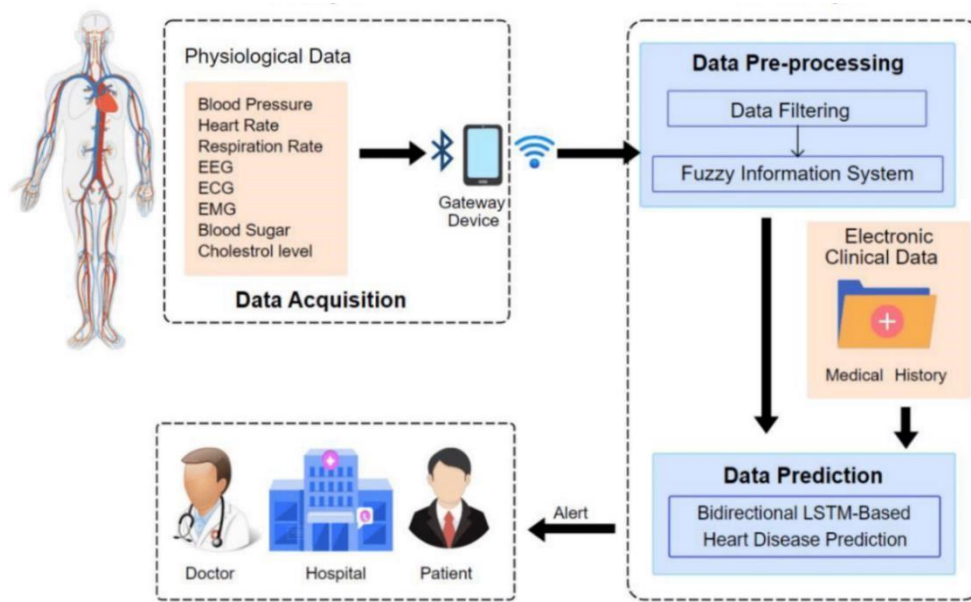 Physiological Data
Blood Pressure
Heart Rate
Respiration Rate
EEG
ECG
EMG
Blood Sugar
Cholestrol level
Data Acquisition
Gateway
Device
Data Pre-processing
Data Filtering
Fuzzy Information System
Electronic
Clinical Data
Medical History
Data Prediction
Bidirectional LSTM-Based
Heart Disease Prediction
Alert
Doctor
Hospital
Patient